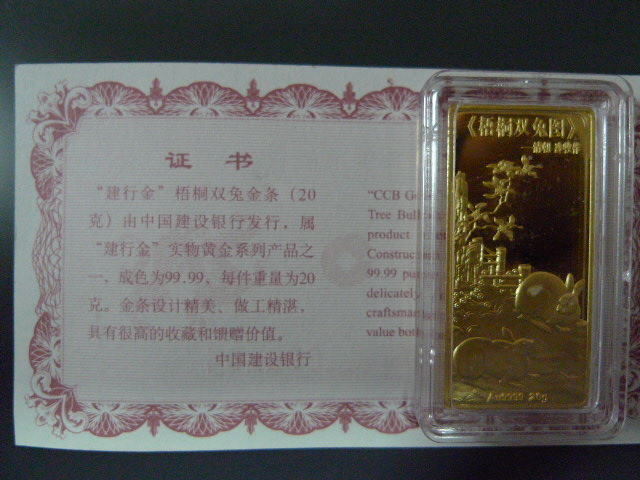 证书
“建行金”梧桐双兔金条（20
克）由中国建设银行发行，属
“建行金”实物黄金系列产品之
一，成色为99.99，每件重量为20
克。金条设计精美、做工精湛，
具有很高的收藏和馈赠价值。
中国建设银行
“CCB
Tree
product
Construction
99.99
delicately
craftsman
value both
《梧桐双兔图》
Au9999 20g